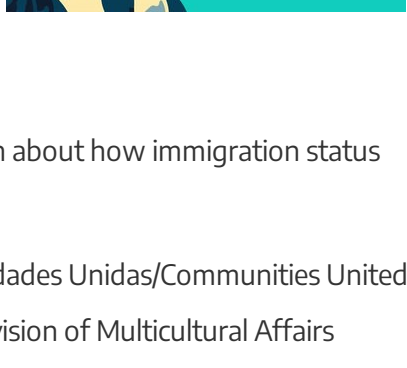 about how immigration status
dades Unidas/Communities United
vision of Multicultural Affairs